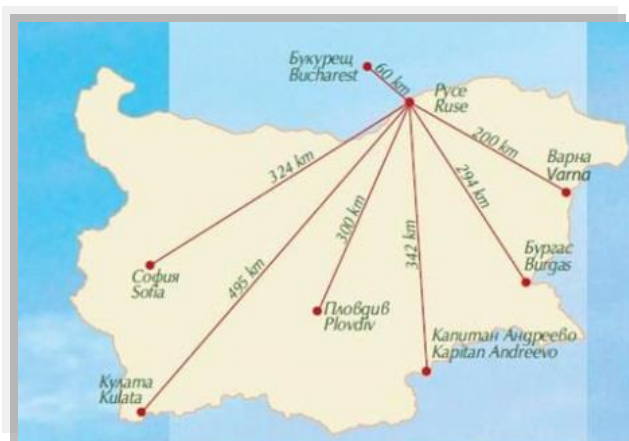 Букурещ
Bucharest
60 km
Русе
Ruse
200 km
Варна
Varna
324 km
294 km
300 km
342 km
495 km
Бургас
Burgas
София
Sofia
Пловдив
Plovdiv
Капитан Андреево
Kapitan Andreevo
Кулата
Kulata